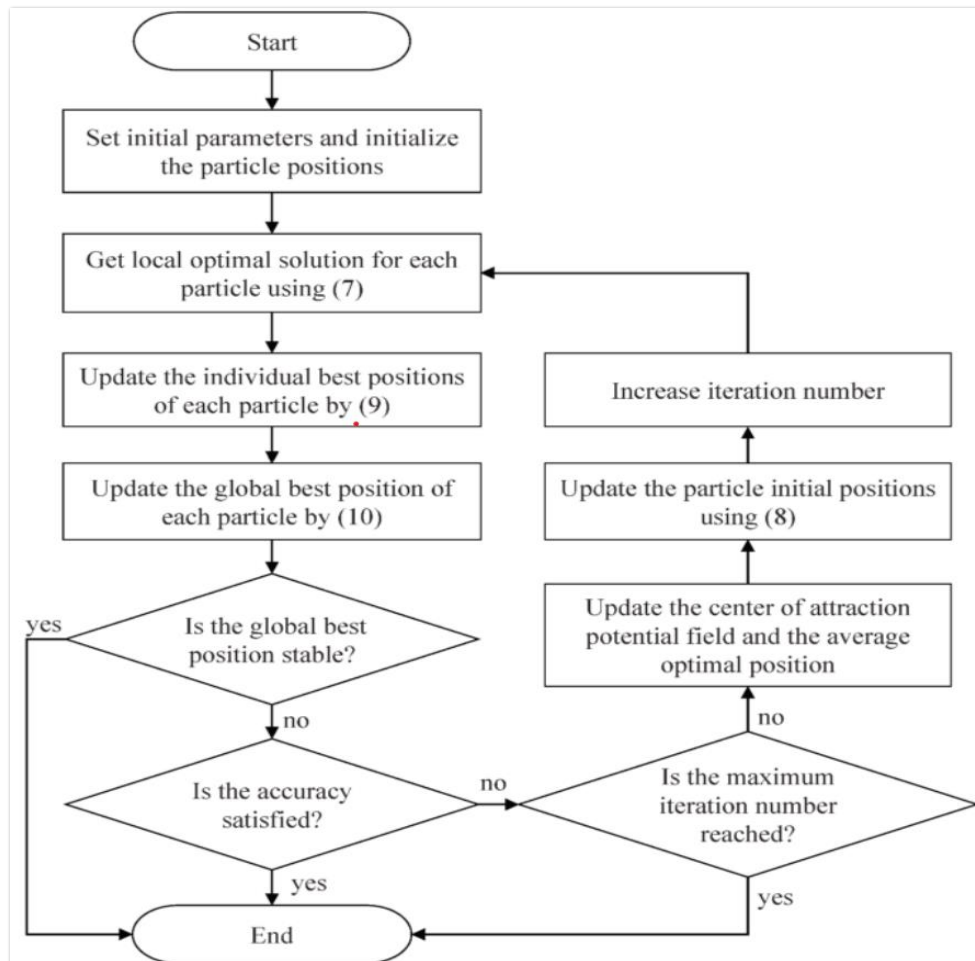 Start
Set initial parameters and initialize
the particle positions
Get local optimal solution for each
particle using (7)
Update the individual best positions
of each particle by (9)
Update the global best position of
each particle by (10)
yes
Is the global best
position stable?
no
Is the accuracy
satisfied?
no
yes
End
Is the maximum
iteration number
reached?
yes
no
Update the center of attraction
potential field and the average
optimal position
Update the particle initial positions
using (8)
Increase iteration number